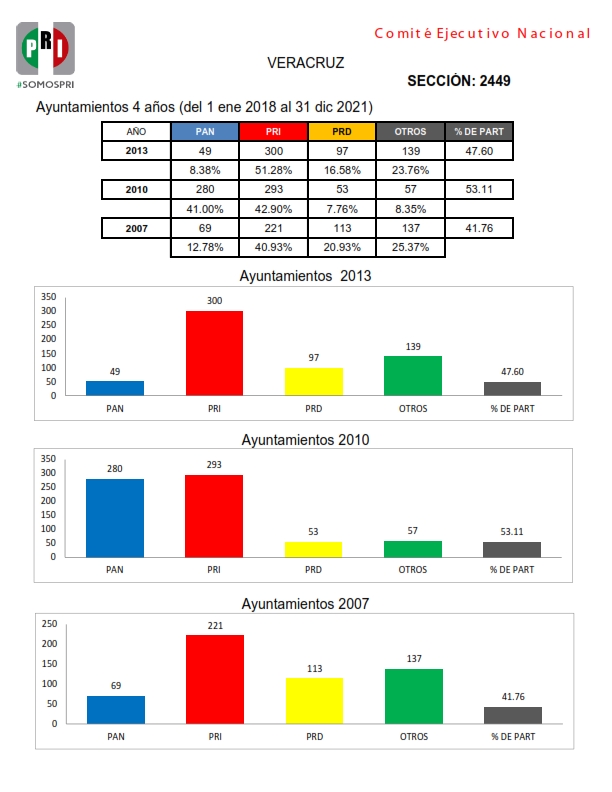 PRI
#SOMOSPRI
Comité Ejecutivo Nacional
VERACRUZ
SECCIÓN: 2449
Ayuntamientos 4 años (del 1 ene 2018 al 31 dic 2021)
AÑO PAN PRI PRD OTROS % DE PART
2013 49 300 97 139 47.60
8.38% 51.28% 16.58% 23.76%
2010 280 293 53 57 53.11
41.00% 42.90% 7.76% 8.35%
2007 69 221 113 137 41.76
12.78% 40.93% 20.93% 25.37%
Ayuntamientos 2013
350
300
250
200
150
100
50
0
49 300 97 139 47.60
PAN PRI PRD OTROS % DE PART
Ayuntamientos 2010
350
300
250
200
150
100
50
0
280 293 53 57 53.11
PAN PRI PRD OTROS % DE PART
Ayuntamientos 2007
250
200
150
100
50
0
69 221 113 137 41.76
PAN PRI PRD OTROS % DE PART